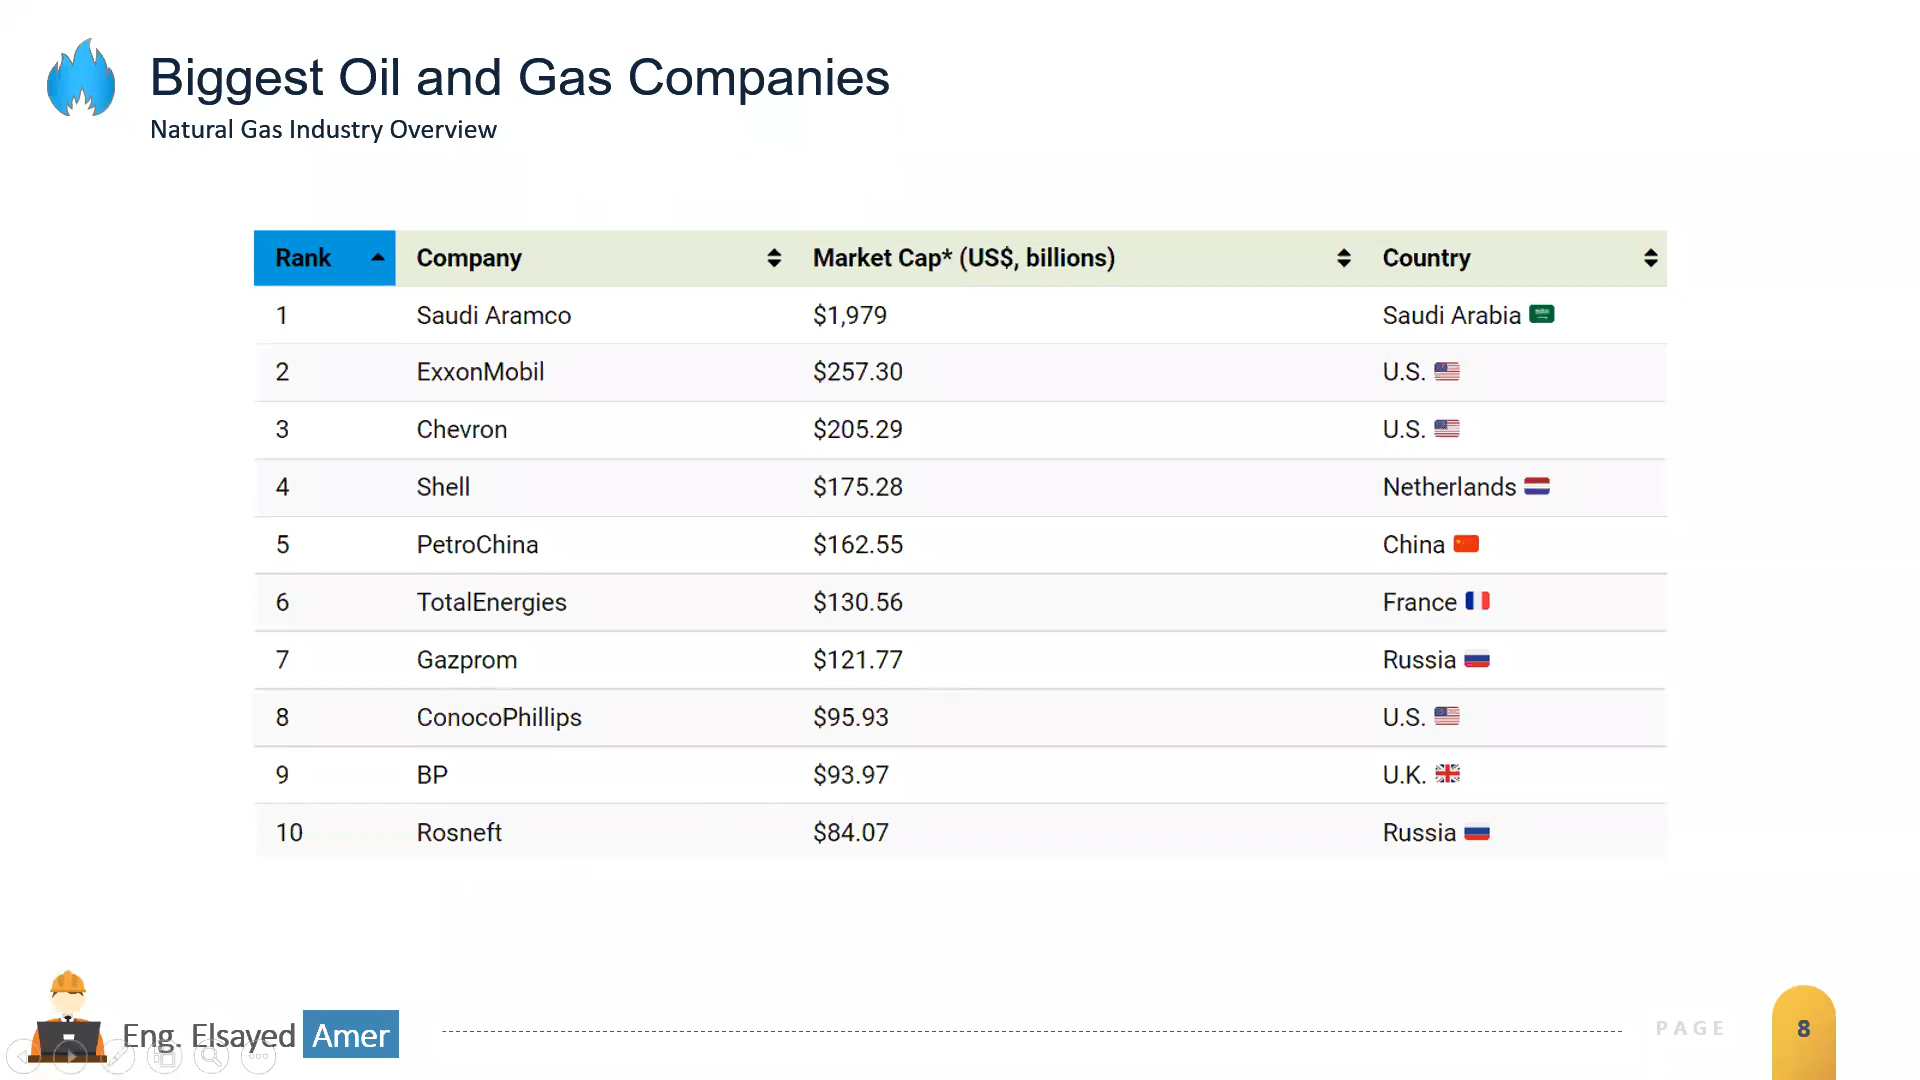 Biggest Oil and Gas Companies
Natural Gas Industry Overview
Rank Company Market Cap* (US$, billions) Country
1 Saudi Aramco $1,979 Saudi Arabia
2 ExxonMobil $257.30 U.S.
3 Chevron $205.29 U.S.
4 Shell $175.28 Netherlands
5 PetroChina $162.55 China
6 TotalEnergies $130.56 France
7 Gazprom $121.77 Russia
8 ConocoPhillips $95.93 U.S.
9 BP $93.97 U.K.
10 Rosneft $84.07 Russia
Eng. Elsayed Amer
PAGE 8